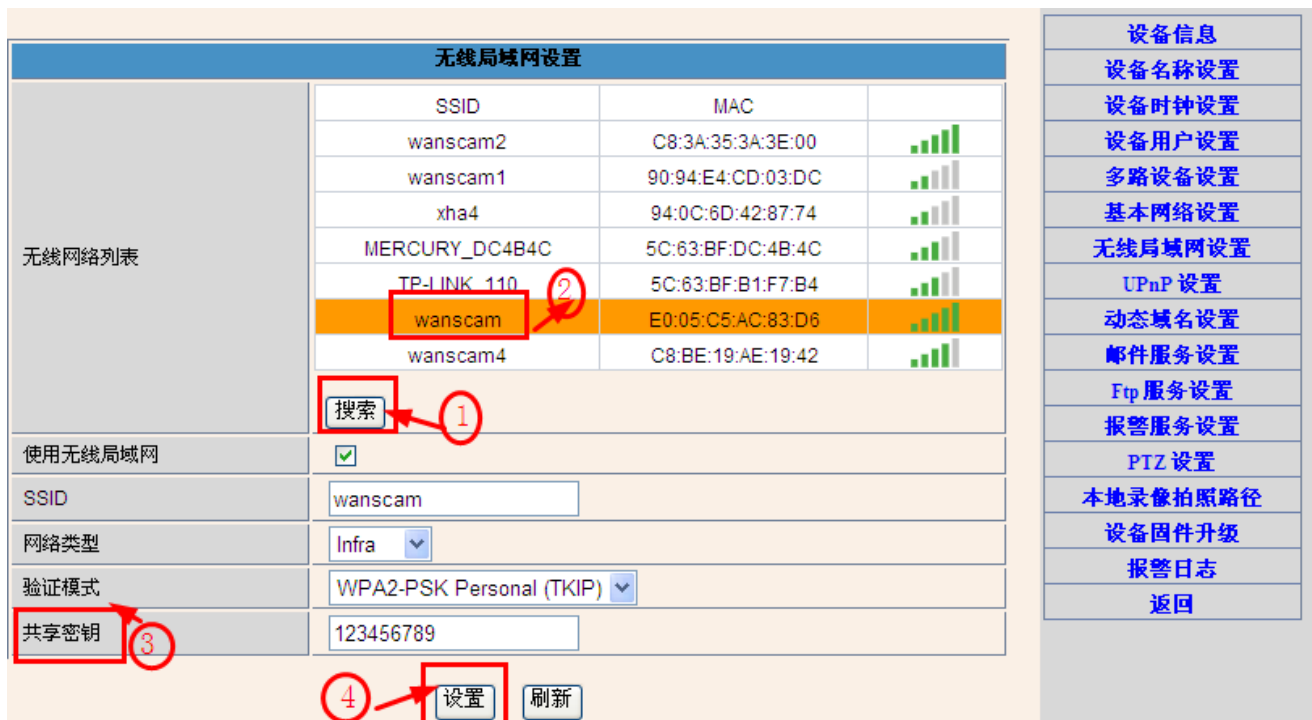 无线局域网设置
无线网络列表
SSID MAC
wanscam2 C8:3A:35:3A:3E:00
wanscam1 90:94:E4:CD:03:DC
xha4 94:0C:6D:42:87:74
MERCURY_DC4B4C 5C:63:BF:DC:4B:4C
TP-LINK_110 5C:63:BF:B1:F7:B4
2
wanscam E0:05:C5:AC:83:D6
wanscam4 C8:BE:19:AE:19:42
搜索
1
使用无线局域网
SSID wanscam
网络类型 Infra
验证模式 WPA2-PSK Personal (TKIP)
共享密钥 123456789
3
4
设置 刷新
设备信息
设备名称设置
设备时钟设置
设备用户设置
多路设备设置
基本网络设置
无线局域网设置
UPnP 设置
动态域名设置
邮件服务设置
Ftp 服务设置
报警服务设置
PTZ 设置
本地录像拍照路径
设备固件升级
报警日志
返回